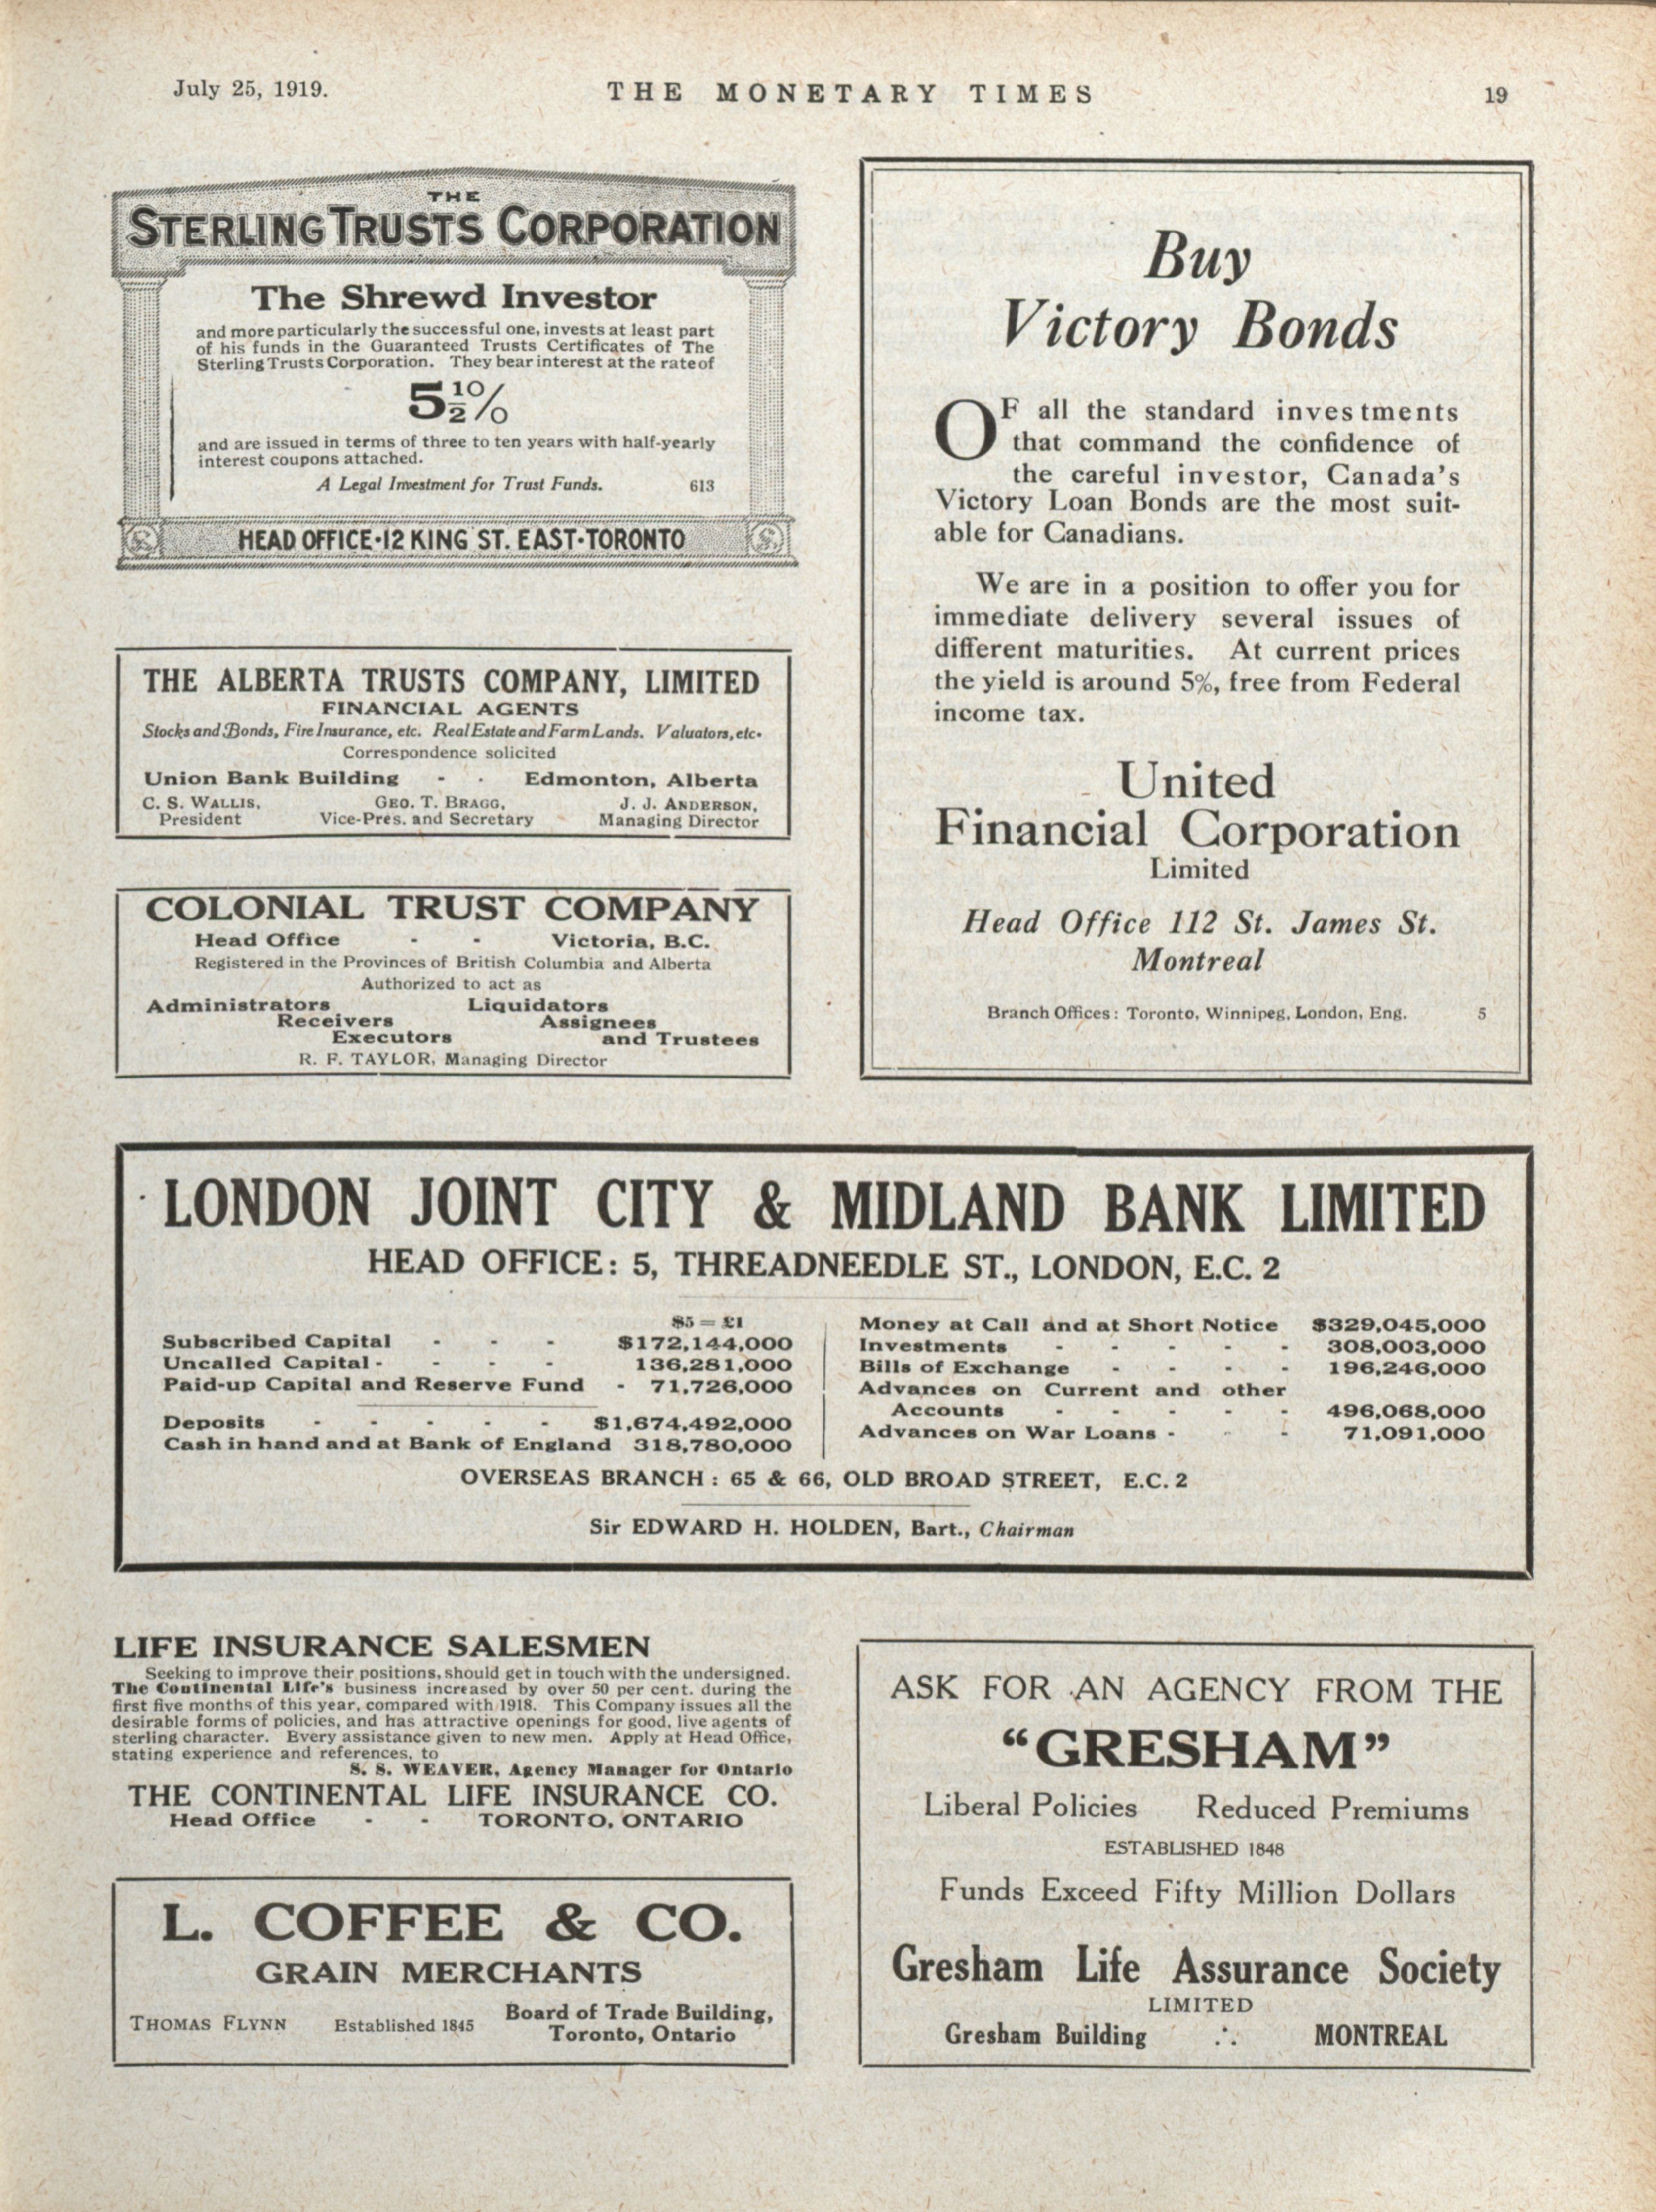 July 25, 1919.
THE MONETARY TIMES
19
THE
STERLING TRUSTS CORPORATION
The Shrewd Investor
and more particularly the successful one, invests at least part
of his funds in the Guaranteed Trusts Certificates of The
Sterling Trusts Corporation. They bear interest at the rate of
5½%
and are issued in terms of three to ten years with half-yearly
interest coupons attached.
A Legal Investment for Trust Funds. 613
HEAD OFFICE·12 KING ST. EAST·TORONTO
THE ALBERTA TRUSTS COMPANY, LIMITED
FINANCIAL AGENTS
Stocks and Bonds, Fire Insurance, etc. Real Estate and Farm Lands. Valuators, etc.
Correspondence solicited
Union Bank Building - - Edmonton, Alberta
C. S. WALLIS, GEO. T. BRAGG, J. J. ANDERSON,
President Vice-Pres. and Secretary Managing Director
COLONIAL TRUST COMPANY
Head Office - - Victoria, B.C.
Registered in the Provinces of British Columbia and Alberta
Authorized to act as
Administrators Liquidators
Receivers Assignees
Executors and Trustees
R. F. TAYLOR, Managing Director
Buy
Victory Bonds
OF all the standard investments
that command the confidence of
the careful investor, Canada's
Victory Loan Bonds are the most suit-
able for Canadians.
We are in a position to offer you for
immediate delivery several issues of
different maturities. At current prices
the yield is around 5%, free from Federal
income tax.
United
Financial Corporation
Limited
Head Office 112 St. James St.
Montreal
Branch Offices: Toronto, Winnipeg, London, Eng. 5
LONDON JOINT CITY & MIDLAND BANK LIMITED
HEAD OFFICE: 5, THREADNEEDLE ST., LONDON, E.C. 2
$5 = £1
Subscribed Capital - - - $172,144,000
Uncalled Capital - - - - 136,281,000
Paid-up Capital and Reserve Fund - 71,726,000
Deposits - - - - - $1,674,492,000
Cash in hand and at Bank of England 318,780,000
Money at Call and at Short Notice $329,045,000
Investments - - - - - 308,003,000
Bills of Exchange - - - - 196,246,000
Advances on Current and other
Accounts - - - - - 496,068,000
Advances on War Loans - - - 71,091,000
OVERSEAS BRANCH: 65 & 66, OLD BROAD STREET, E.C. 2
Sir EDWARD H. HOLDEN, Bart., Chairman
LIFE INSURANCE SALESMEN
Seeking to improve their positions, should get in touch with the undersigned.
The Continental Life's business increased by over 50 per cent. during the
first five months of this year, compared with 1918. This Company issues all the
desirable forms of policies, and has attractive openings for good, live agents of
sterling character. Every assistance given to new men. Apply at Head Office,
stating experience and references, to
S. S. WEAVER, Agency Manager for Ontario
THE CONTINENTAL LIFE INSURANCE CO.
Head Office - - TORONTO, ONTARIO
L. COFFEE & CO.
GRAIN MERCHANTS
THOMAS FLYNN Established 1845 Board of Trade Building,
Toronto, Ontario
ASK FOR AN AGENCY FROM THE
"GRESHAM"
Liberal Policies Reduced Premiums
ESTABLISHED 1848
Funds Exceed Fifty Million Dollars
Gresham Life Assurance Society
LIMITED
Gresham Building ∴ MONTREAL